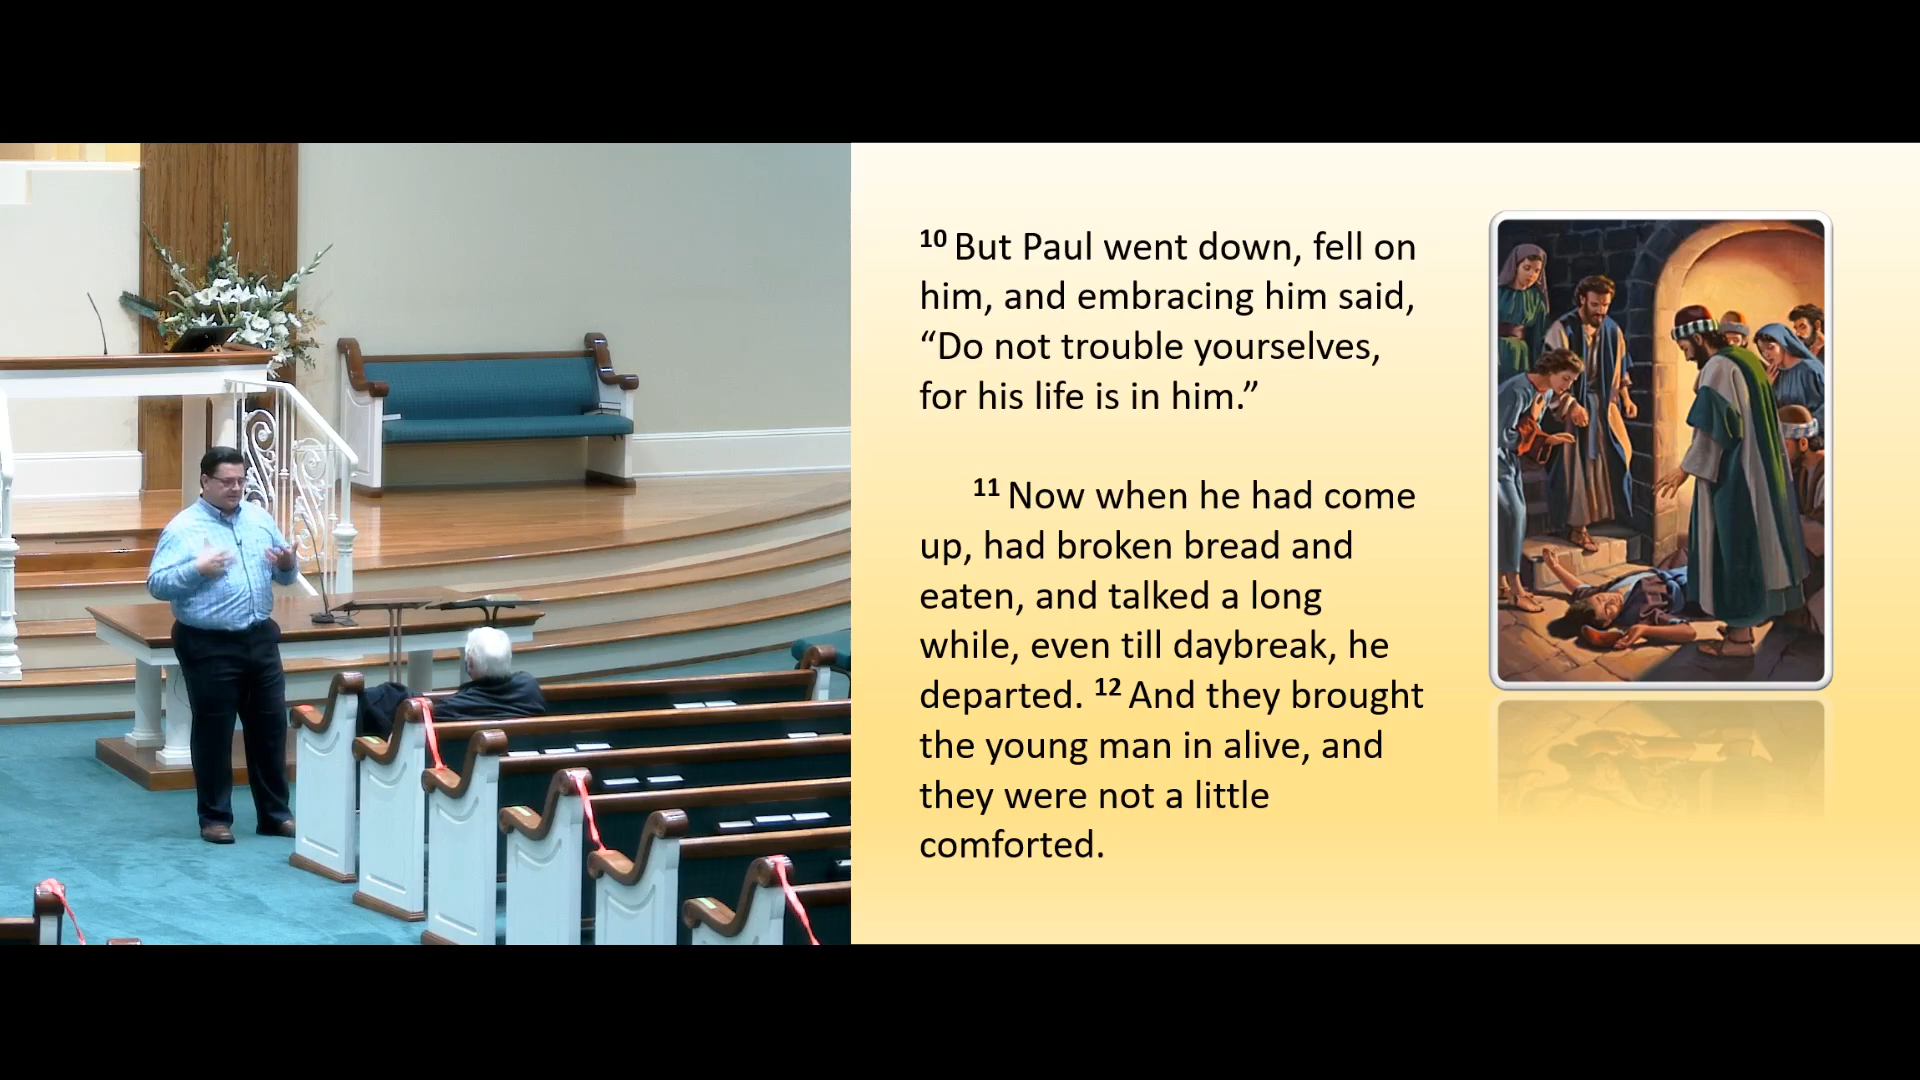 10 But Paul went down, fell on
him, and embracing him said,
“Do not trouble yourselves,
for his life is in him.”
11 Now when he had come
up, had broken bread and
eaten, and talked a long
while, even till daybreak, he
departed. 12 And they brought
the young man in alive, and
they were not a little
comforted.